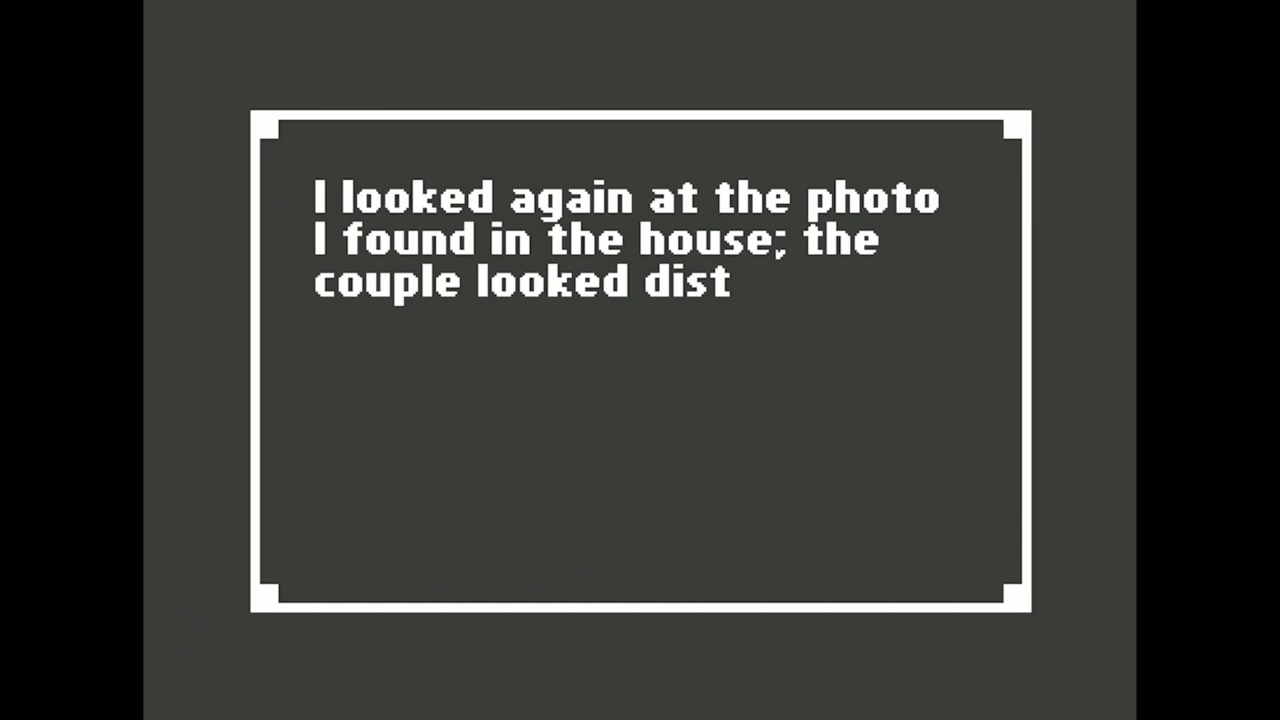 I looked again at the photo
I found in the house; the
couple looked dist